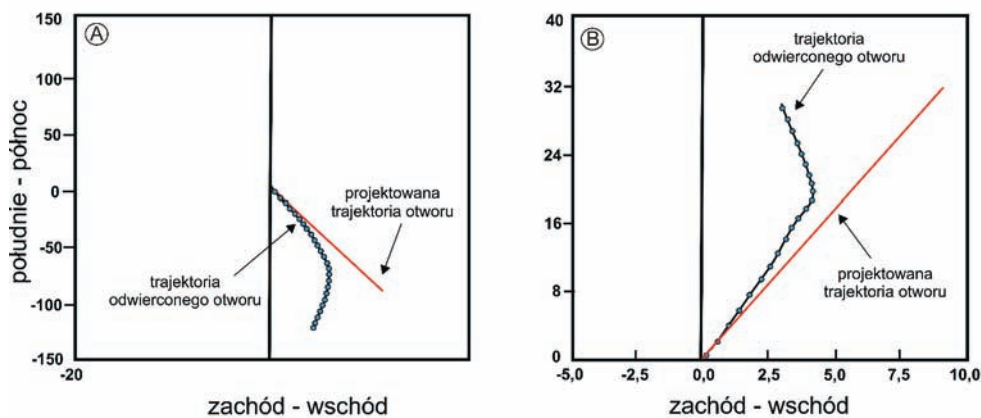 A
150
100
50
0
-50
-100
-150
-20
południe - północ
zachód - wschód
projektowana
trajektoria otworu
trajektoria
odwierconego otworu
B
40
32
24
16
8
0
-5,0
-2,5
0,0
2,5
5,0
7,5
10,0
zachód - wschód
trajektoria
odwierconego otworu
projektowana
trajektoria otworu